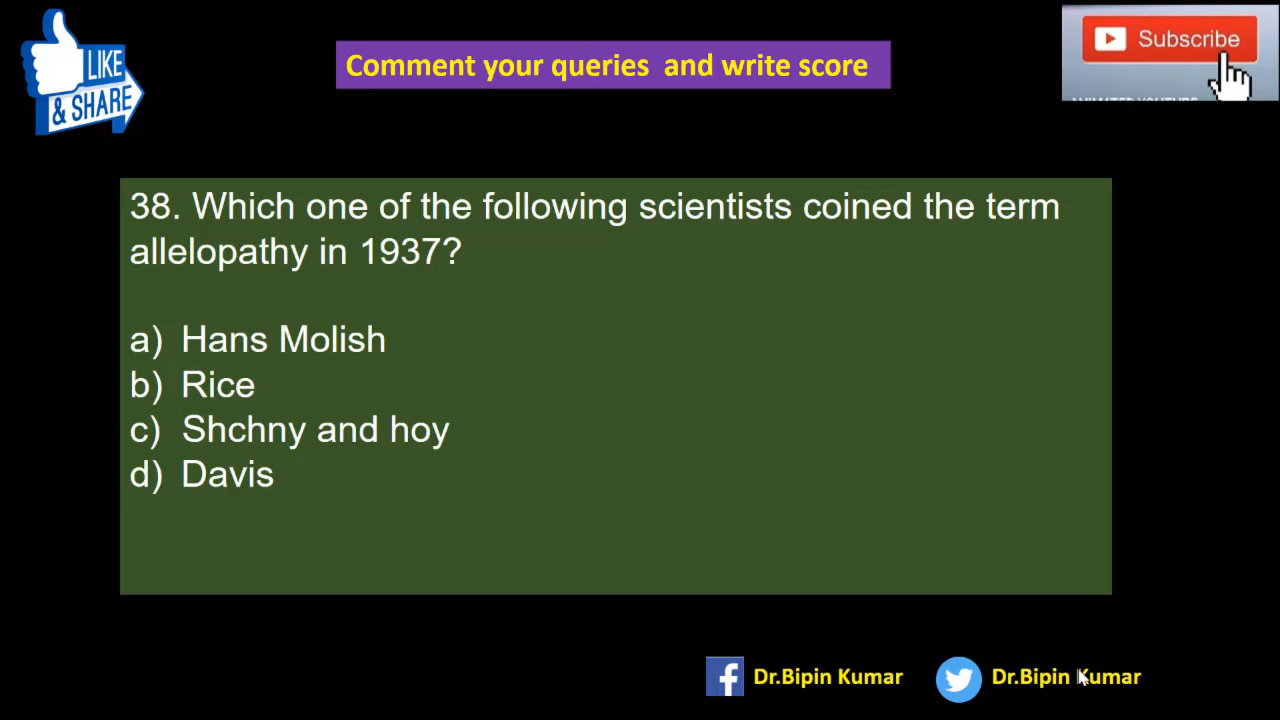 LIKE
& SHARE
Comment your queries and write score
Subscribe
38. Which one of the following scientists coined the term
allelopathy in 1937?
a) Hans Molish
b) Rice
c) Shchny and hoy
d) Davis
f Dr.Bipin Kumar
Dr.Bipin Kumar